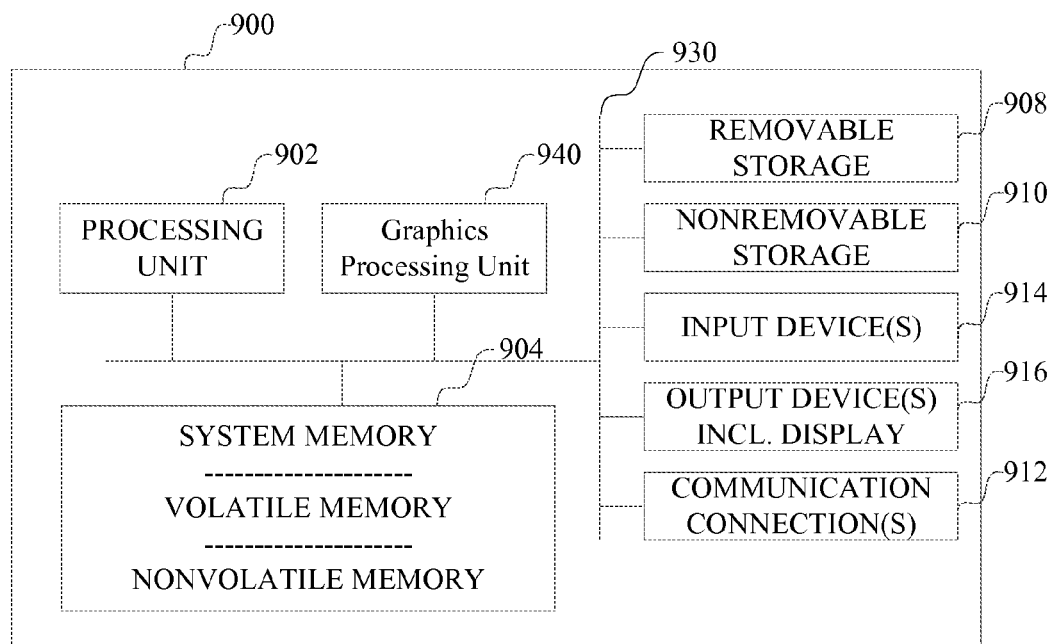 900
930
908
REMOVABLE
STORAGE
902
940
910
PROCESSING
UNIT
Graphics
Processing Unit
NONREMOVABLE
STORAGE
914
INPUT DEVICE(S)
904
916
OUTPUT DEVICE(S)
INCL. DISPLAY
SYSTEM MEMORY
VOLATILE MEMORY
NONVOLATILE MEMORY
912
COMMUNICATION
CONNECTION(S)